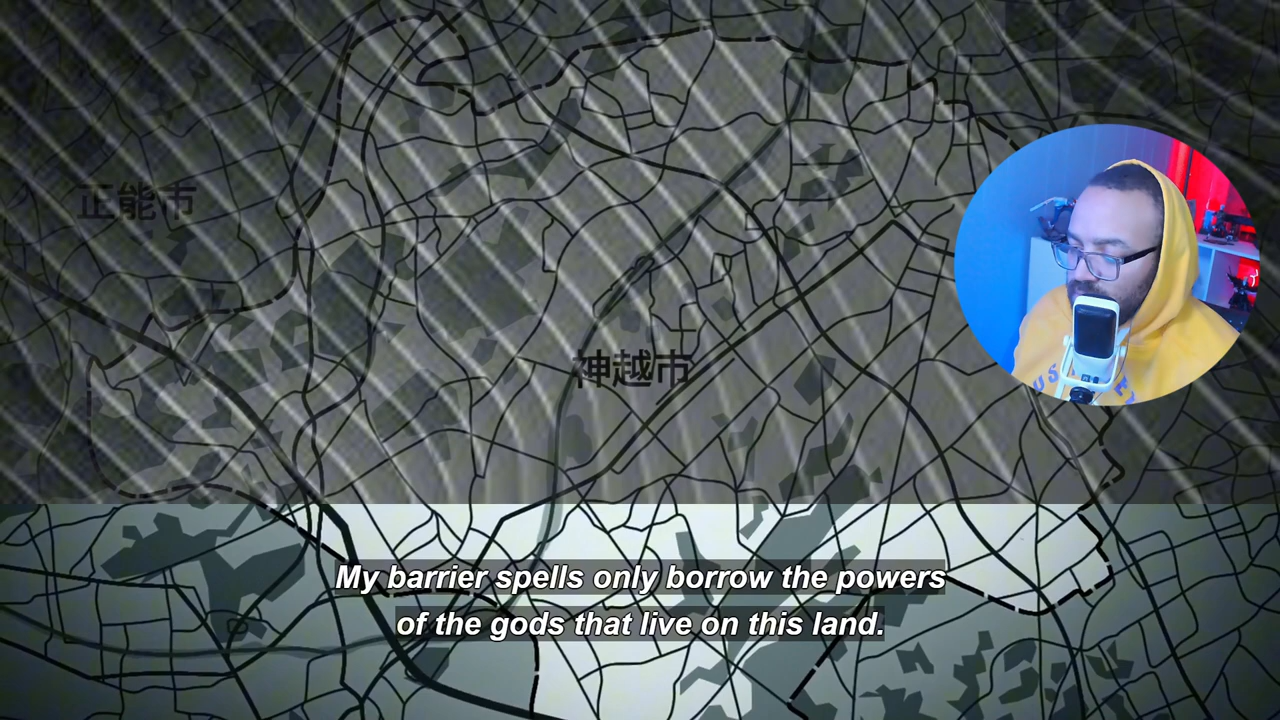 正能市
神越市
My barrier spells only borrow the powers
of the gods that live on this land.